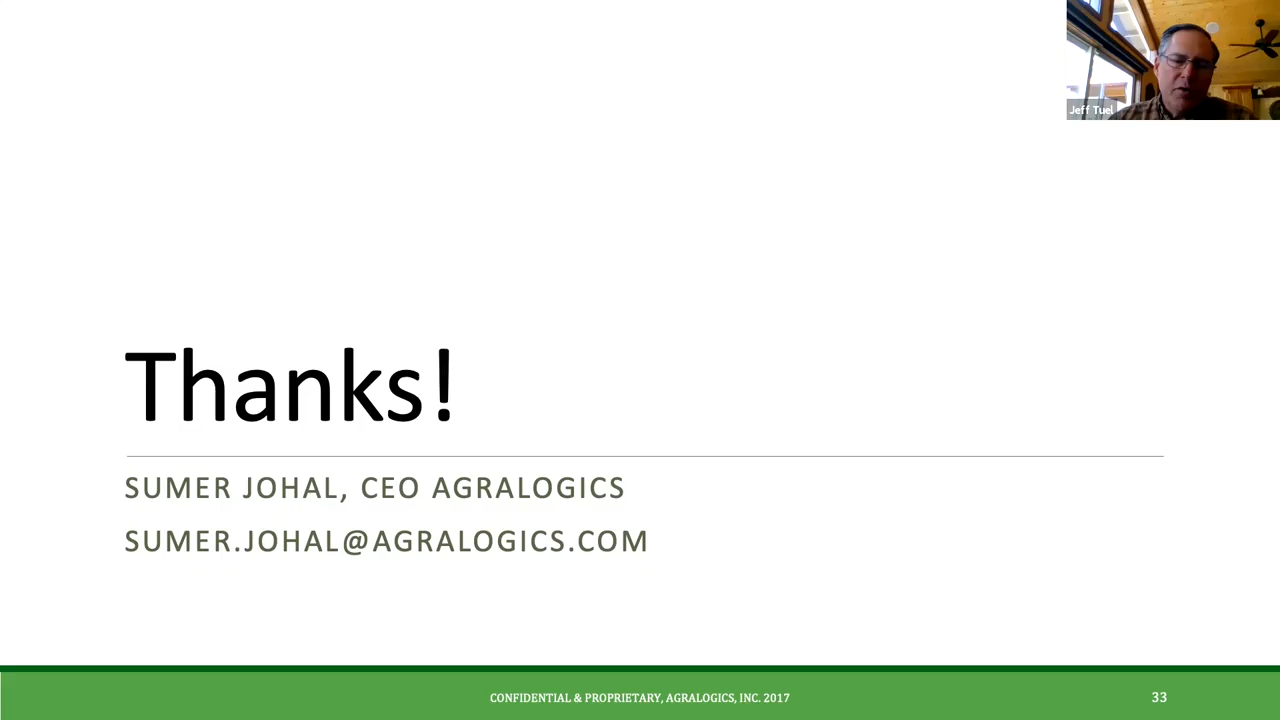 Jeff Tuel
Thanks!
SUMER JOHAL, CEO AGRALOGICS
SUMER.JOHAL@AGRALOGICS.COM
CONFIDENTIAL & PROPRIETARY, AGRALOGICS, INC. 2017
33